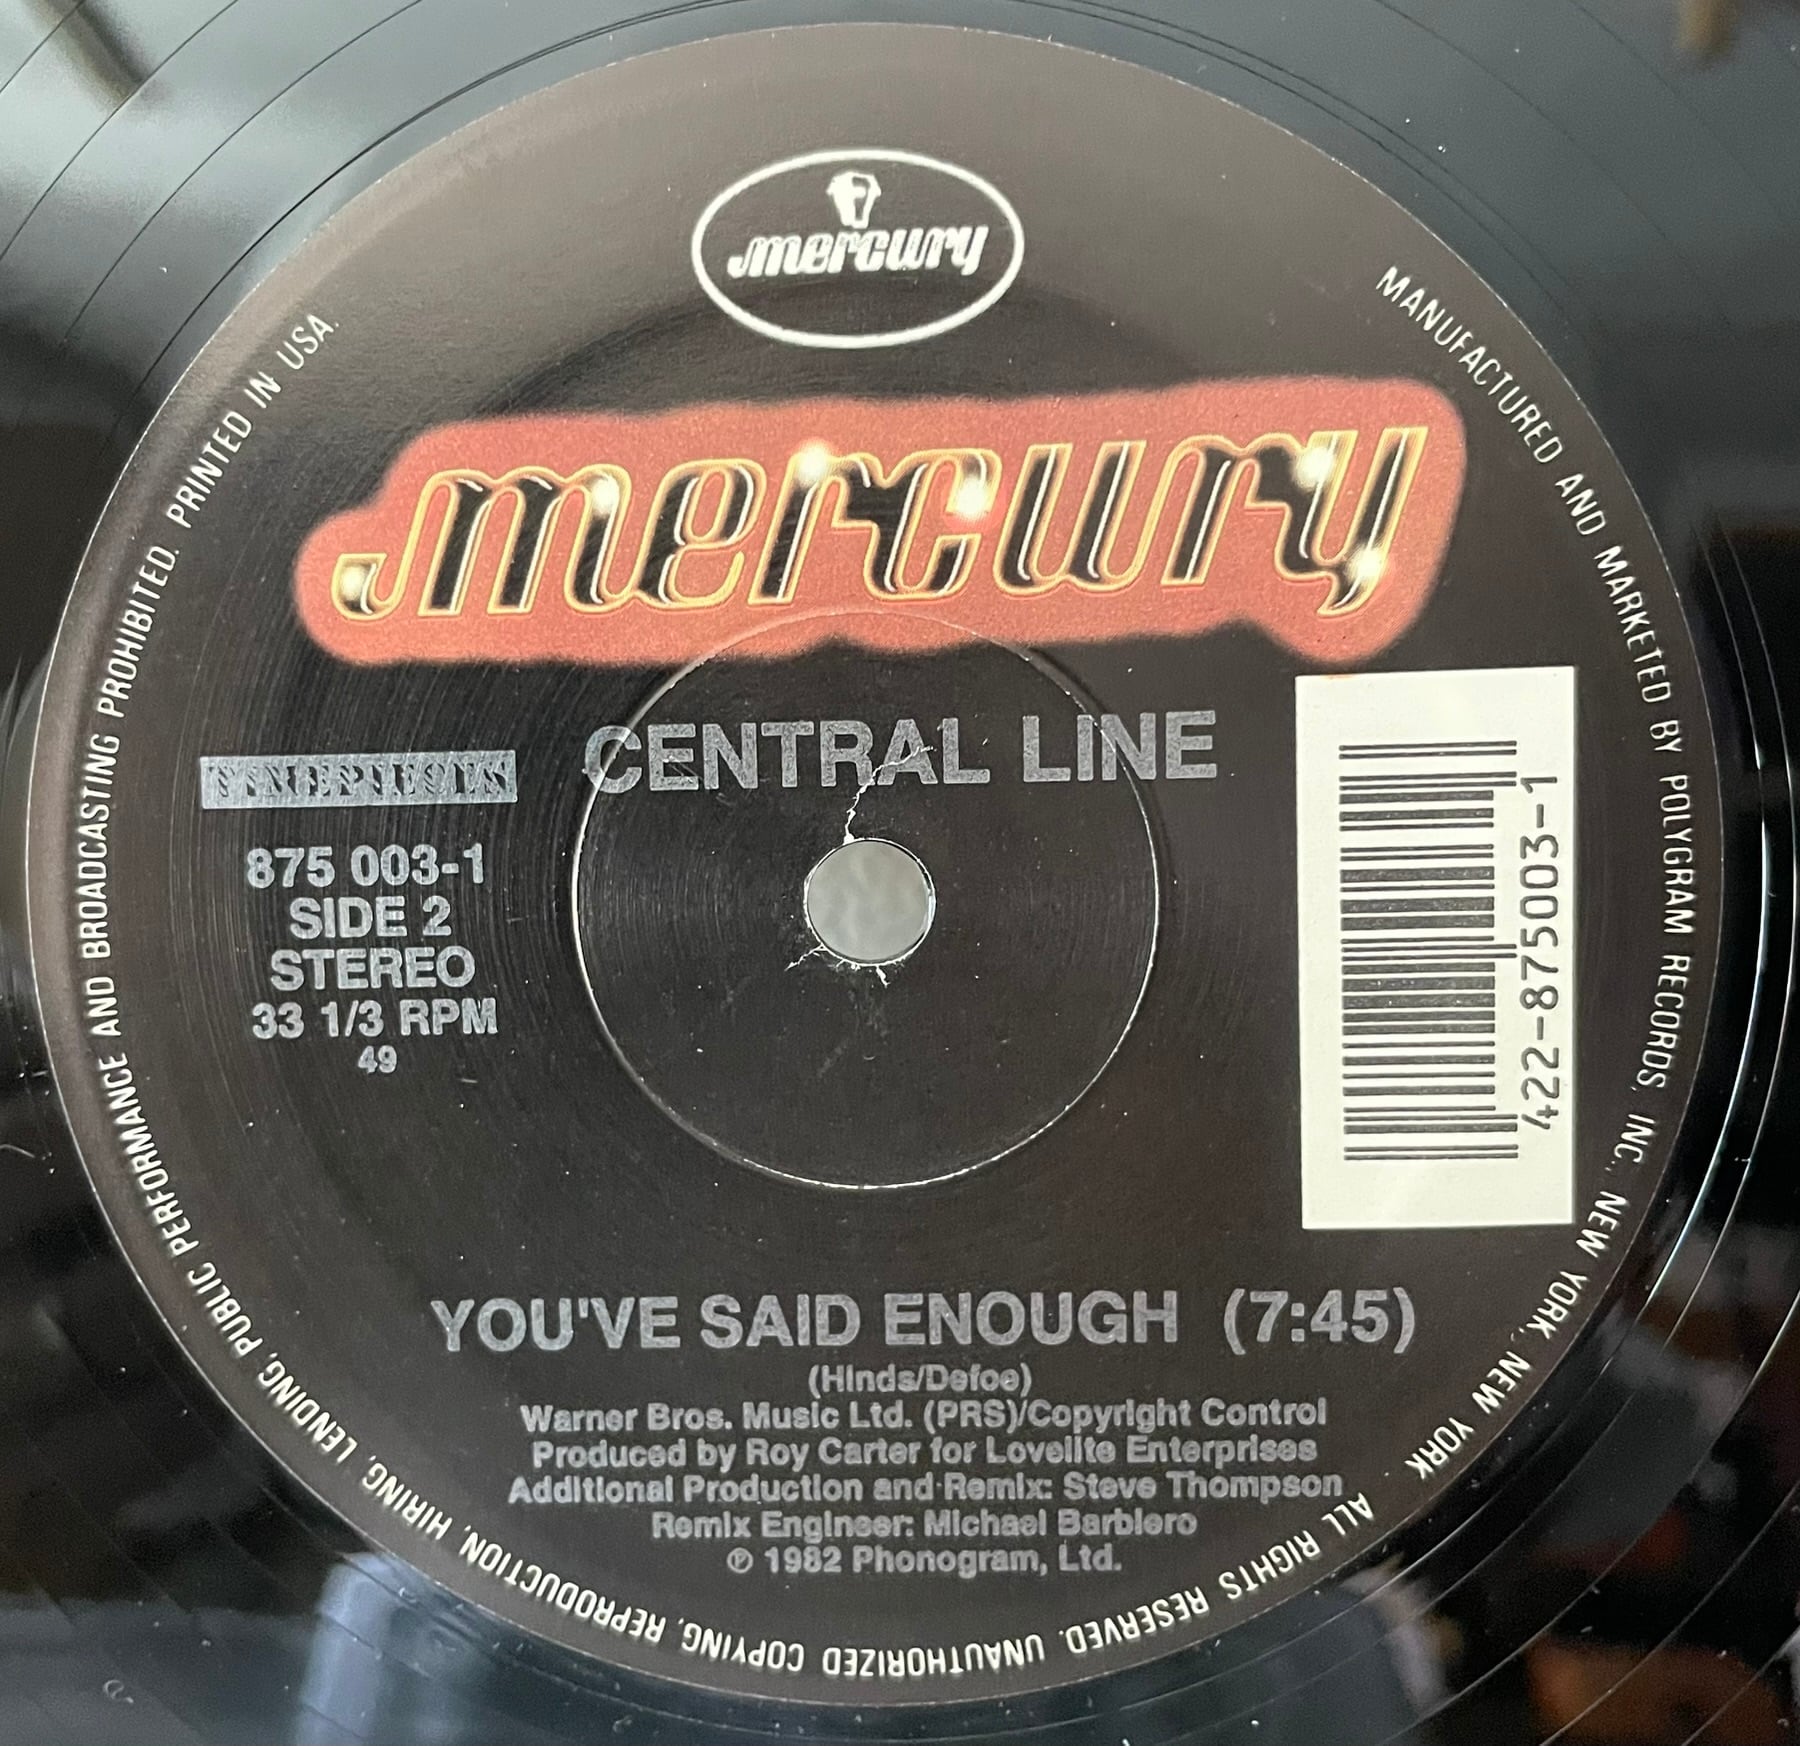 mercury
mercury
CENTRAL LINE
TIMEPIECES
875 003-1
SIDE 2
STEREO
33 1/3 RPM
49
422-875003-1
YOU'VE SAID ENOUGH (7:45)
(Hinds/Defoe)
Warner Bros. Music Ltd. (PRS)/Copyright Control
Produced by Roy Carter for Lovelite Enterprises
Additional Production and Remix: Steve Thompson
Remix Engineer: Michael Barbiero
℗ 1982 Phonogram, Ltd.
MANUFACTURED AND MARKETED BY POLYGRAM RECORDS, INC., NEW YORK, NEW YORK. ALL RIGHTS RESERVED. UNAUTHORIZED COPYING, REPRODUCTION, HIRING, LENDING, PUBLIC PERFORMANCE AND BROADCASTING PROHIBITED. PRINTED IN USA.